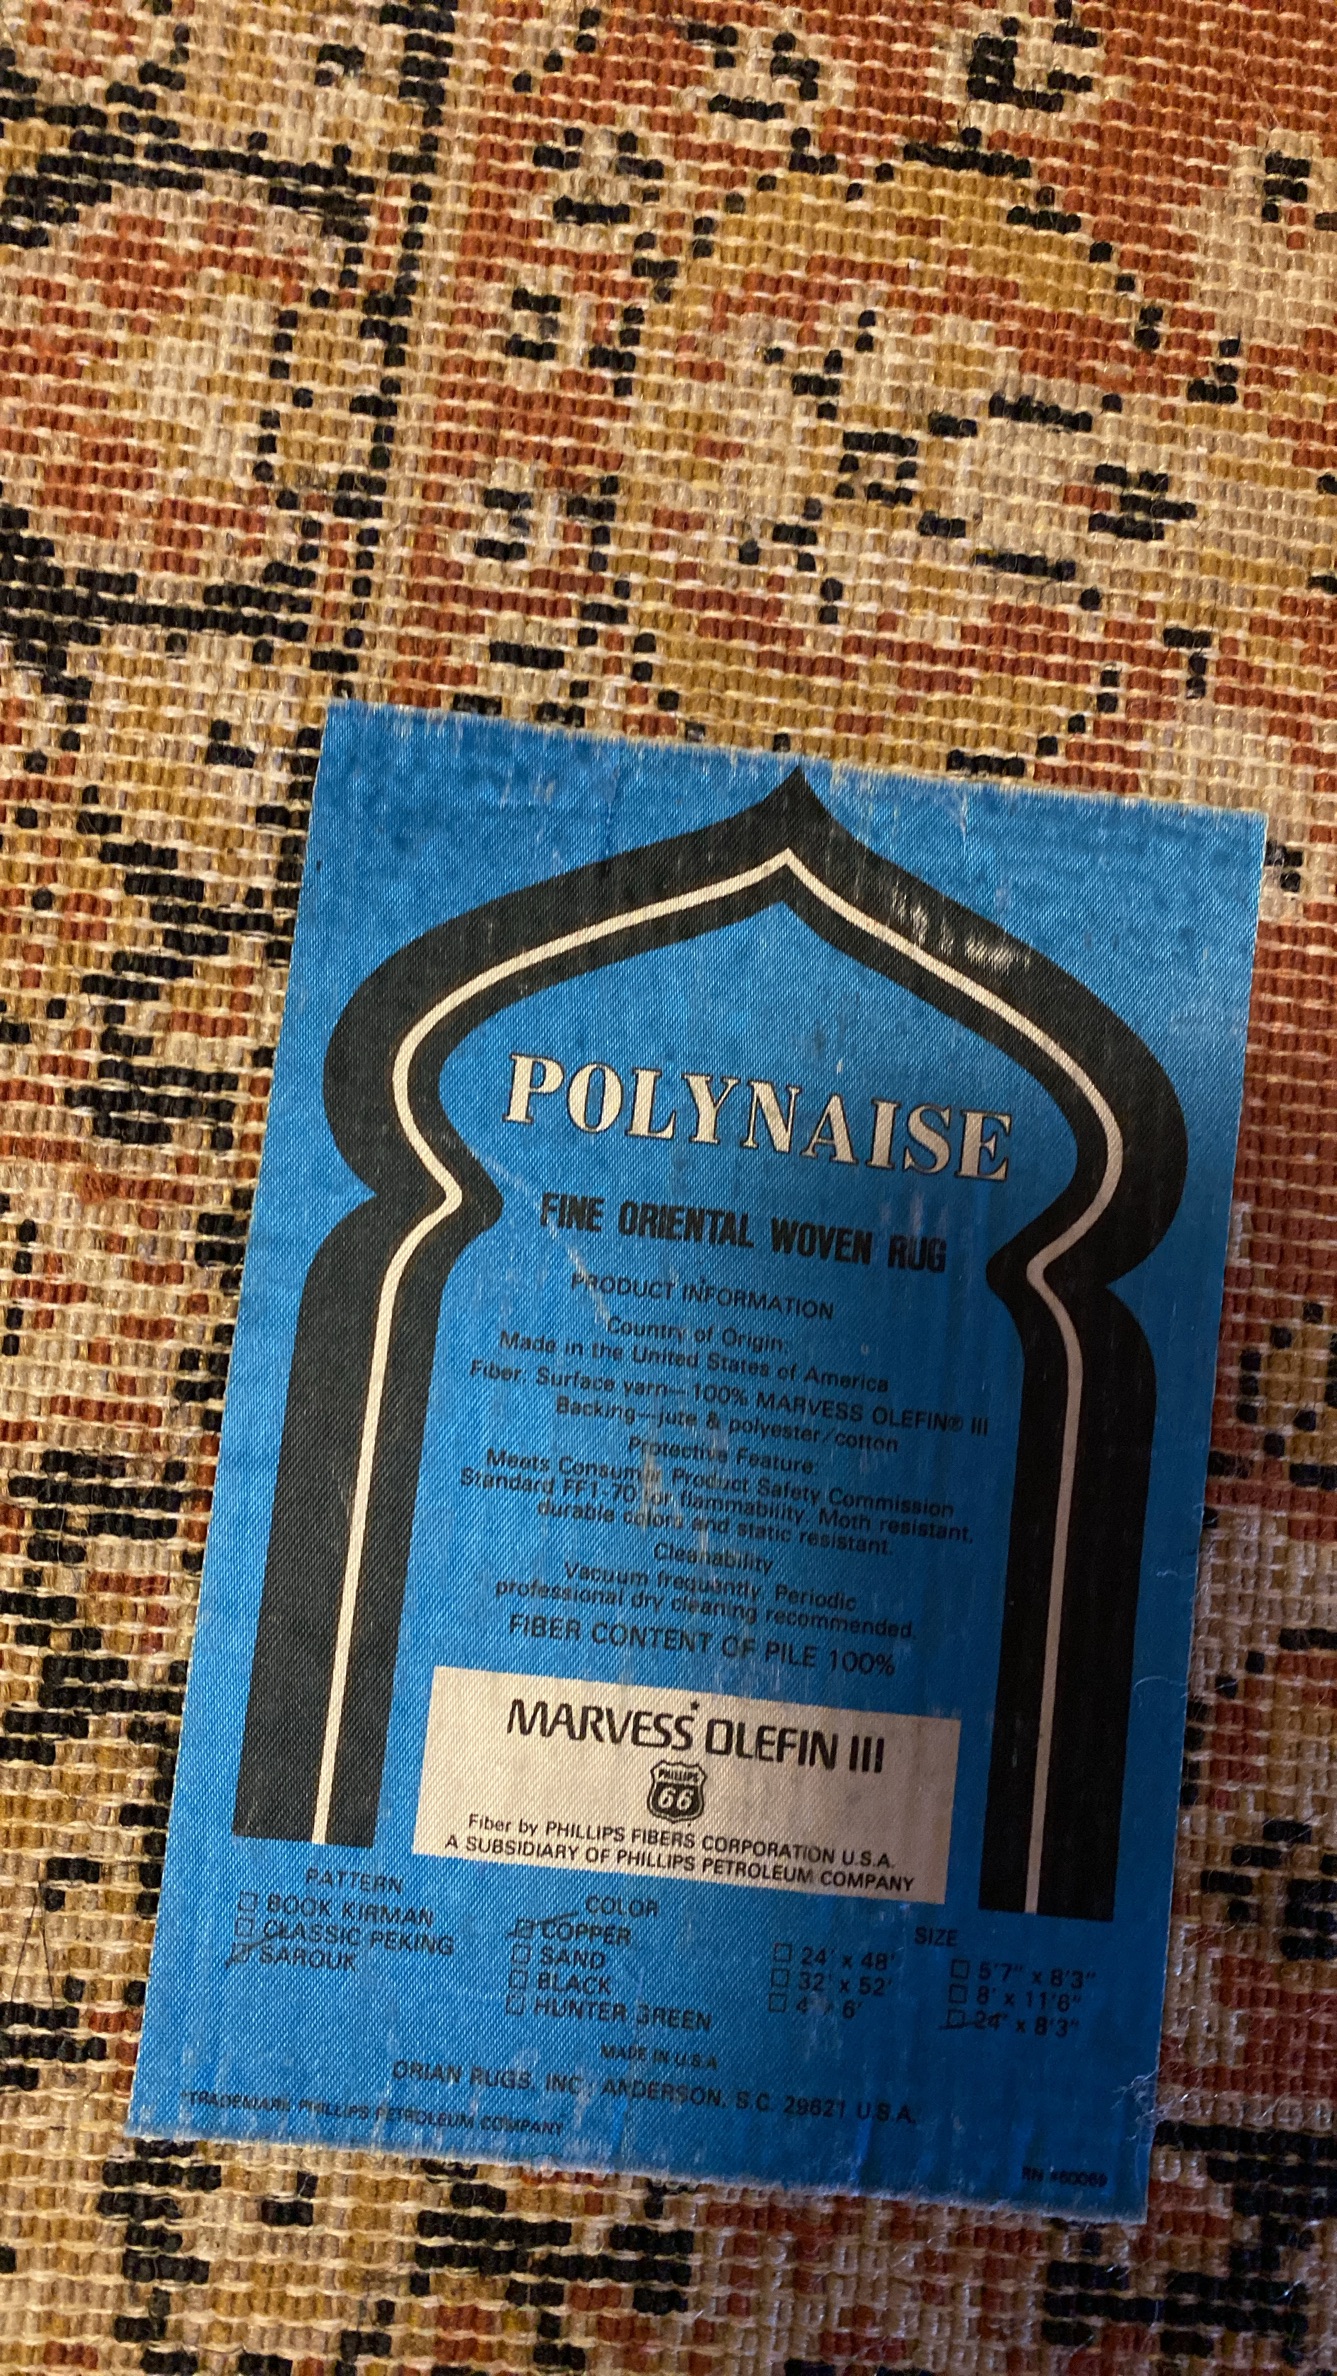 POLYNAISE
FINE ORIENTAL WOVEN RUG
PRODUCT INFORMATION
Country of Origin:
Made in the United States of America
Fiber: Surface yarn—100% MARVESS OLEFIN® III
Backing—jute & polyester/cotton
Protective Feature:
Meets Consumer Product Safety Commission
Standard FF1-70 for flammability. Moth resistant,
durable colors and static resistant.
Cleanability
Vacuum frequently. Periodic
professional dry cleaning recommended.
FIBER CONTENT OF PILE 100%
MARVESS* OLEFIN III
PHILLIPS
66
Fiber by PHILLIPS FIBERS CORPORATION U.S.A.
A SUBSIDIARY OF PHILLIPS PETROLEUM COMPANY
PATTERN
BOOK KIRMAN
CLASSIC PEKING
SAROUK
COLOR
COPPER
SAND
BLACK
HUNTER GREEN
SIZE
24" x 48"
32" x 52"
4' x 6'
5'7" x 8'3"
8' x 11'6"
24" x 8'3"
MADE IN U.S.A
ORIAN RUGS, INC., ANDERSON, S.C. 29621 U.S.A.
*TRADEMARK PHILLIPS PETROLEUM COMPANY
RN #60069